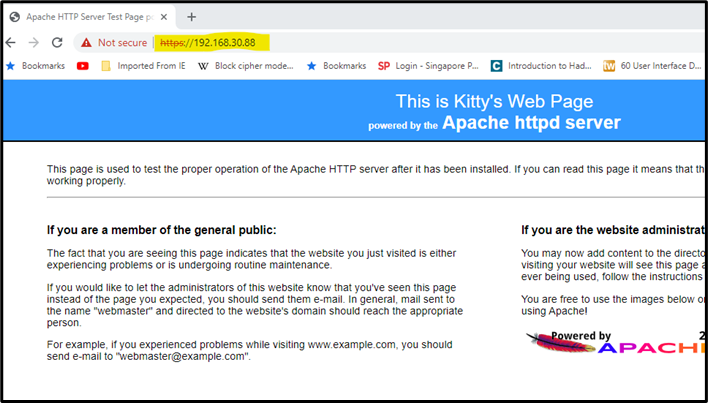 Apache HTTP Server Test Page p
Not secure | https://192.168.30.88
Bookmarks Imported From IE Block cipher mode... Bookmarks Login - Singapore P... Introduction to Had... 60 User Interface D...
This is Kitty's Web Page
powered by the Apache httpd server
This page is used to test the proper operation of the Apache HTTP server after it has been installed. If you can read this page it means that th
working properly.
If you are a member of the general public:
The fact that you are seeing this page indicates that the website you just visited is either
experiencing problems or is undergoing routine maintenance.
If you would like to let the administrators of this website know that you've seen this page
instead of the page you expected, you should send them e-mail. In general, mail sent to
the name "webmaster" and directed to the website's domain should reach the appropriate
person.
For example, if you experienced problems while visiting www.example.com, you should
send e-mail to "webmaster@example.com".
If you are the website administrat
You may now add content to the directo
visiting your website will see this page a
ever being used, follow the instructions
You are free to use the images below o
using Apache!
Powered by 2
APACHE